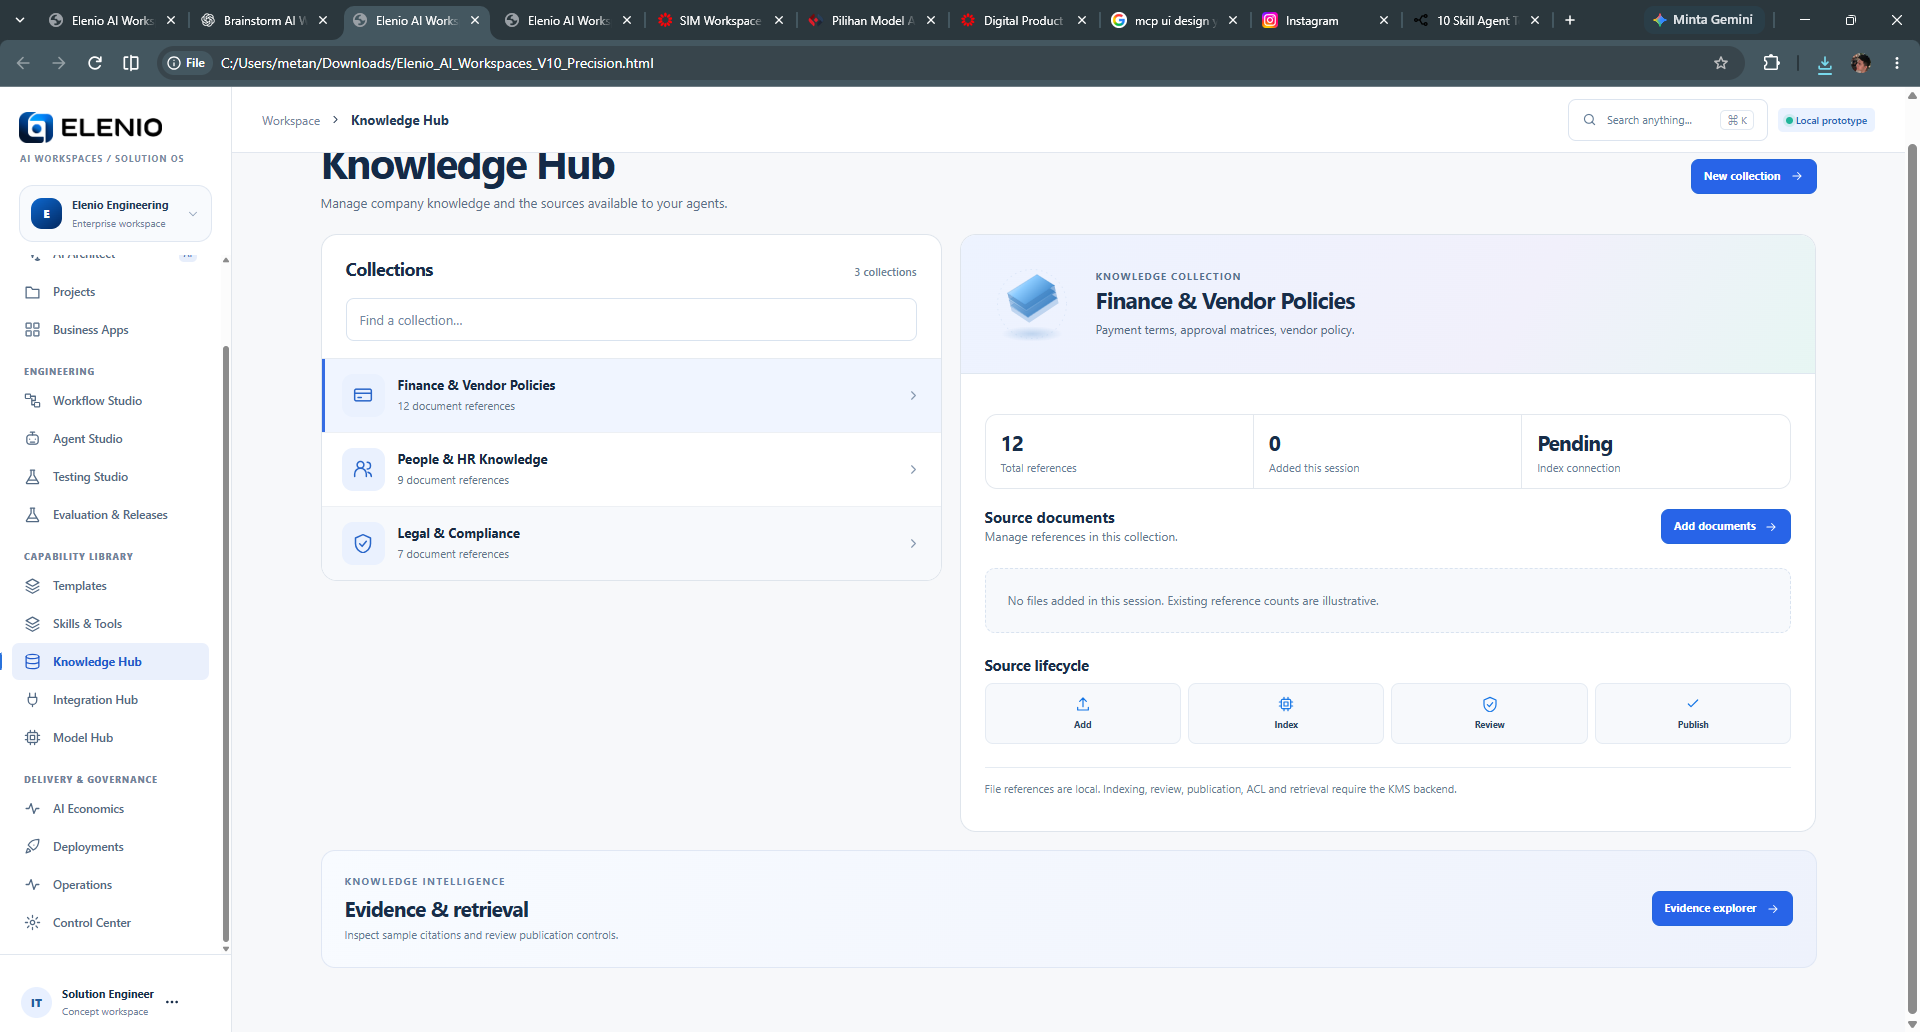 Elenio AI Works
Brainstorm AI W
Elenio AI Works
Elenio AI Works
SIM Workspace
Pilihan Model A
Digital Product
mcp ui design y
Instagram
10 Skill Agent T
Minta Gemini
File
C:/Users/metan/Downloads/Elenio_AI_Workspaces_V10_Precision.html
ELENIO
AI WORKSPACES / SOLUTION OS
E
Elenio Engineering
Enterprise workspace
AI Architect
AI
Projects
Business Apps
ENGINEERING
Workflow Studio
Agent Studio
Testing Studio
Evaluation & Releases
CAPABILITY LIBRARY
Templates
Skills & Tools
Knowledge Hub
Integration Hub
Model Hub
DELIVERY & GOVERNANCE
AI Economics
Deployments
Operations
Control Center
IT
Solution Engineer
Concept workspace
Workspace > Knowledge Hub
Search anything...
⌘ K
Local prototype
Knowledge Hub
Manage company knowledge and the sources available to your agents.
New collection
Collections
3 collections
Find a collection...
Finance & Vendor Policies
12 document references
People & HR Knowledge
9 document references
Legal & Compliance
7 document references
KNOWLEDGE COLLECTION
Finance & Vendor Policies
Payment terms, approval matrices, vendor policy.
12
Total references
0
Added this session
Pending
Index connection
Source documents
Manage references in this collection.
Add documents
No files added in this session. Existing reference counts are illustrative.
Source lifecycle
Add
Index
Review
Publish
File references are local. Indexing, review, publication, ACL and retrieval require the KMS backend.
KNOWLEDGE INTELLIGENCE
Evidence & retrieval
Inspect sample citations and review publication controls.
Evidence explorer